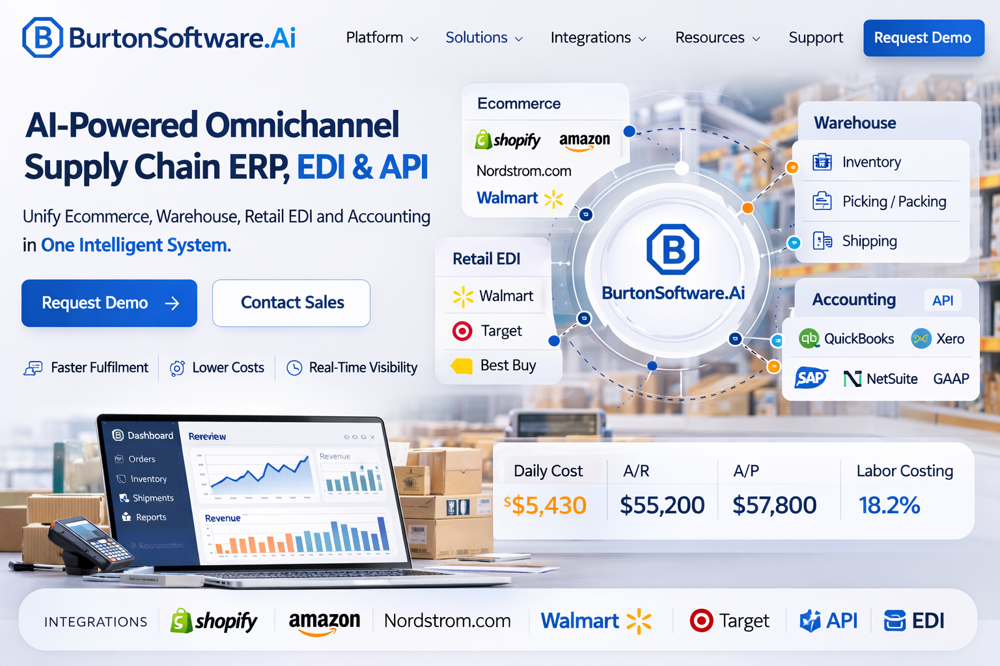 BurtonSoftware.Ai
Platform
Solutions
Integrations
Resources
Support
Request Demo
AI-Powered Omnichannel
Supply Chain ERP, EDI & API
Unify Ecommerce, Warehouse, Retail EDI and Accounting
in One Intelligent System.
Request Demo
Contact Sales
Faster Fulfilment
Lower Costs
Real-Time Visibility
Ecommerce
shopify
amazon
Nordstrom.com
Walmart
Retail EDI
Walmart
Target
Best Buy
B
BurtonSoftware.Ai
Warehouse
Inventory
Picking / Packing
Shipping
Accounting
API
qb QuickBooks
Xero
SAP
NetSuite
GAAP
Dashboard
Orders
Inventory
Shipments
Reports
Rereview
Revenue
Revenue
Daily Cost
$$5,430
A/R
$55,200
A/P
$57,800
Labor Costing
18.2%
INTEGRATIONS
shopify
amazon
Nordstrom.com
Walmart
Target
API
EDI